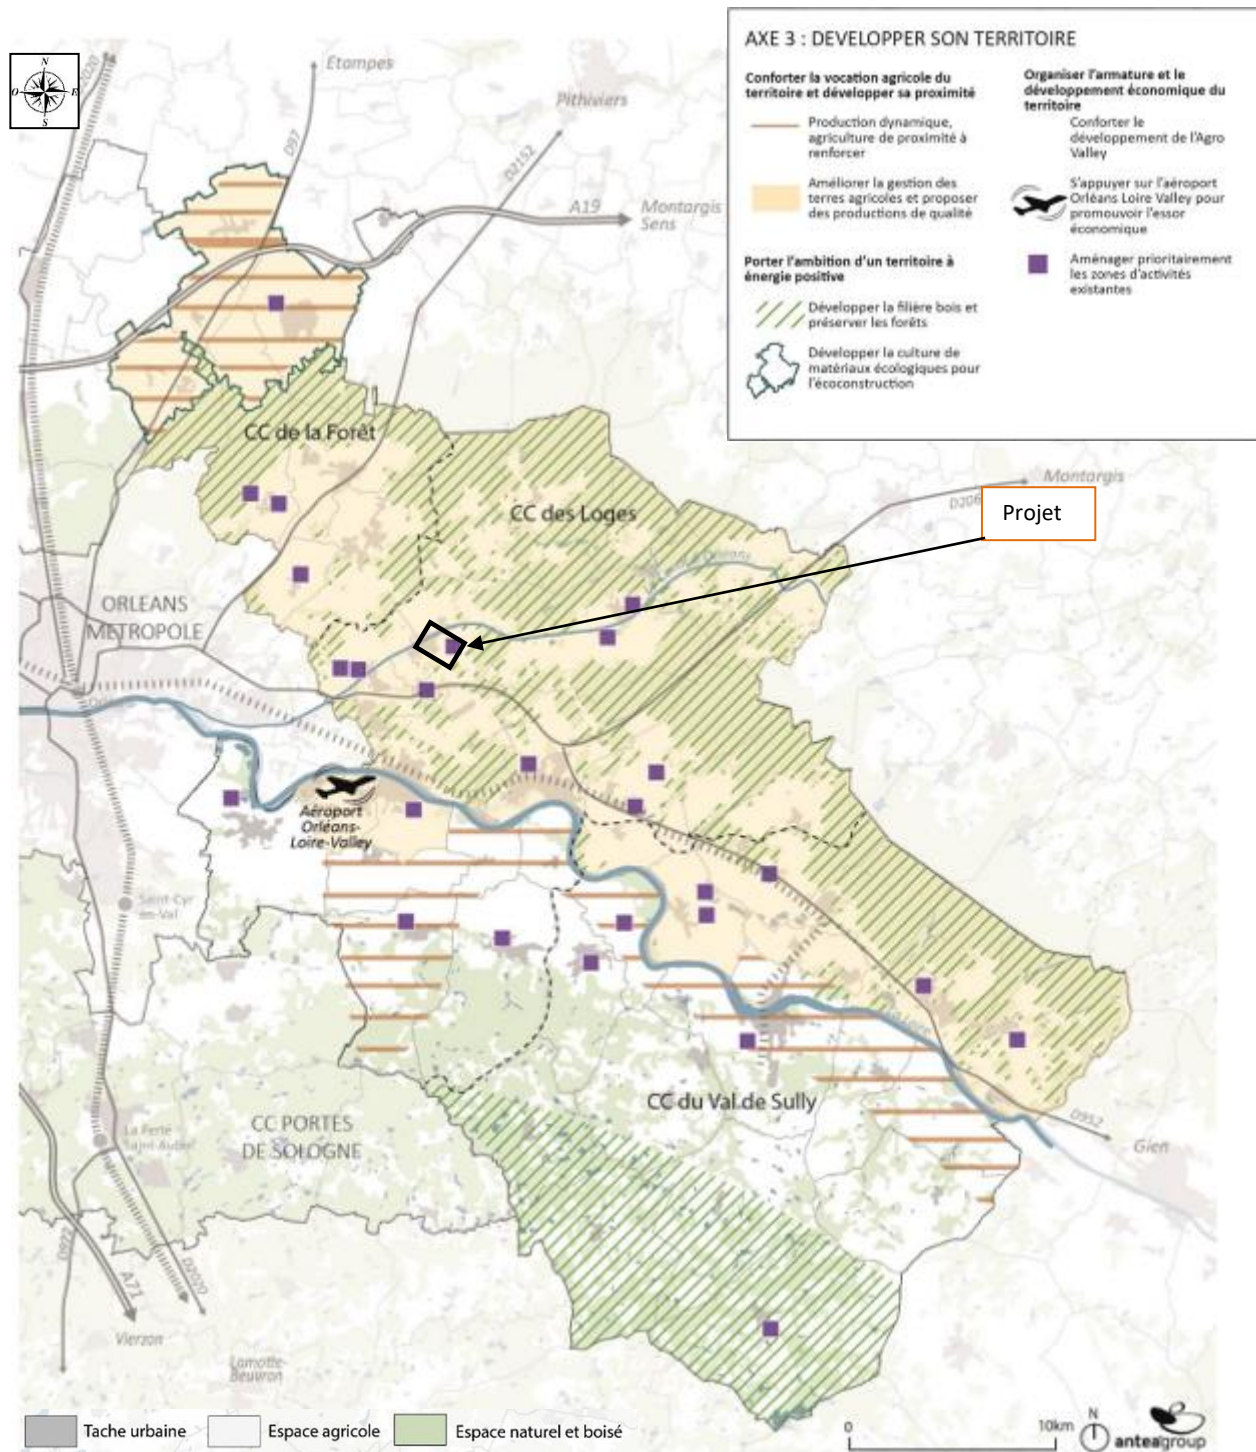 AXE 3 : DEVELOPPER SON TERRITOIRE
Conforter la vocation agricole du
territoire et développer sa proximité
Production dynamique,
agriculture de proximité à
renforcer
Améliorer la gestion des
terres agricoles et proposer
des productions de qualité
Porter l'ambition d'un territoire à
énergie positive
Développer la filière bois et
préserver les forêts
Développer la culture de
matériaux écologiques pour
l'écoconstruction
Organiser l'armature et le
développement économique du
territoire
Conforter le
développement de l'Agro
Valley
S'appuyer sur l'aéroport
Orléans Loire Valley pour
promouvoir l'essor
économique
Aménager prioritairement
les zones d'activités
existantes
N
O
E
S
D2020
Etampes
D97
Pithiviers
D2152
A19
Montargis
Sens
CC de la Forêt
CC des Loges
Montargis
D206
Projet
d'Orléans
ORLEANS
METROPOLE
Aéroport
Orléans-
Loire-Valley
Saint-Cyr
en-Val
CC du Val de Sully
CC PORTES
DE SOLOGNE
La Ferté
Saint-Aubin
D952
Gien
D922
A71
D2020
Vierzon
Lamotte-
Beuvron
Tache urbaine
Espace agricole
Espace naturel et boisé
0
10km
N
anteagroup